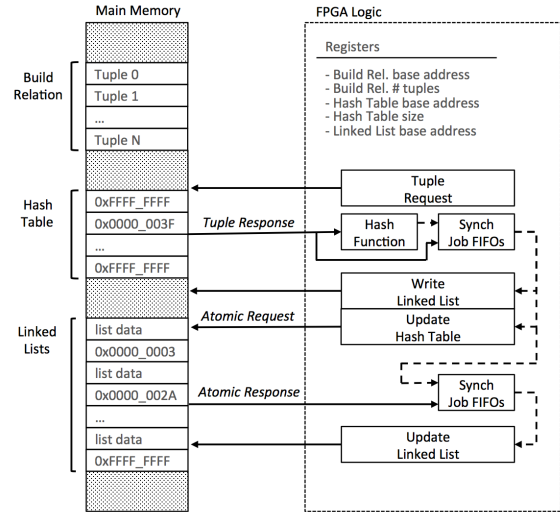 Main Memory
FPGA Logic
Registers
- Build Rel. base address
- Build Rel. # tuples
- Hash Table base address
- Hash Table size
- Linked List base address
Build
Relation
Tuple 0
Tuple 1
...
Tuple N
Tuple
Request
Hash
Table
0xFFFF_FFFF
0x0000_003F
...
0xFFFF_FFFF
Tuple Response
Hash
Function
Synch
Job FIFOs
Write
Linked List
Atomic Request
Update
Hash Table
Linked
Lists
list data
0x0000_0003
list data
0x0000_002A
...
list data
0xFFFF_FFFF
Atomic Response
Synch
Job FIFOs
Update
Linked List